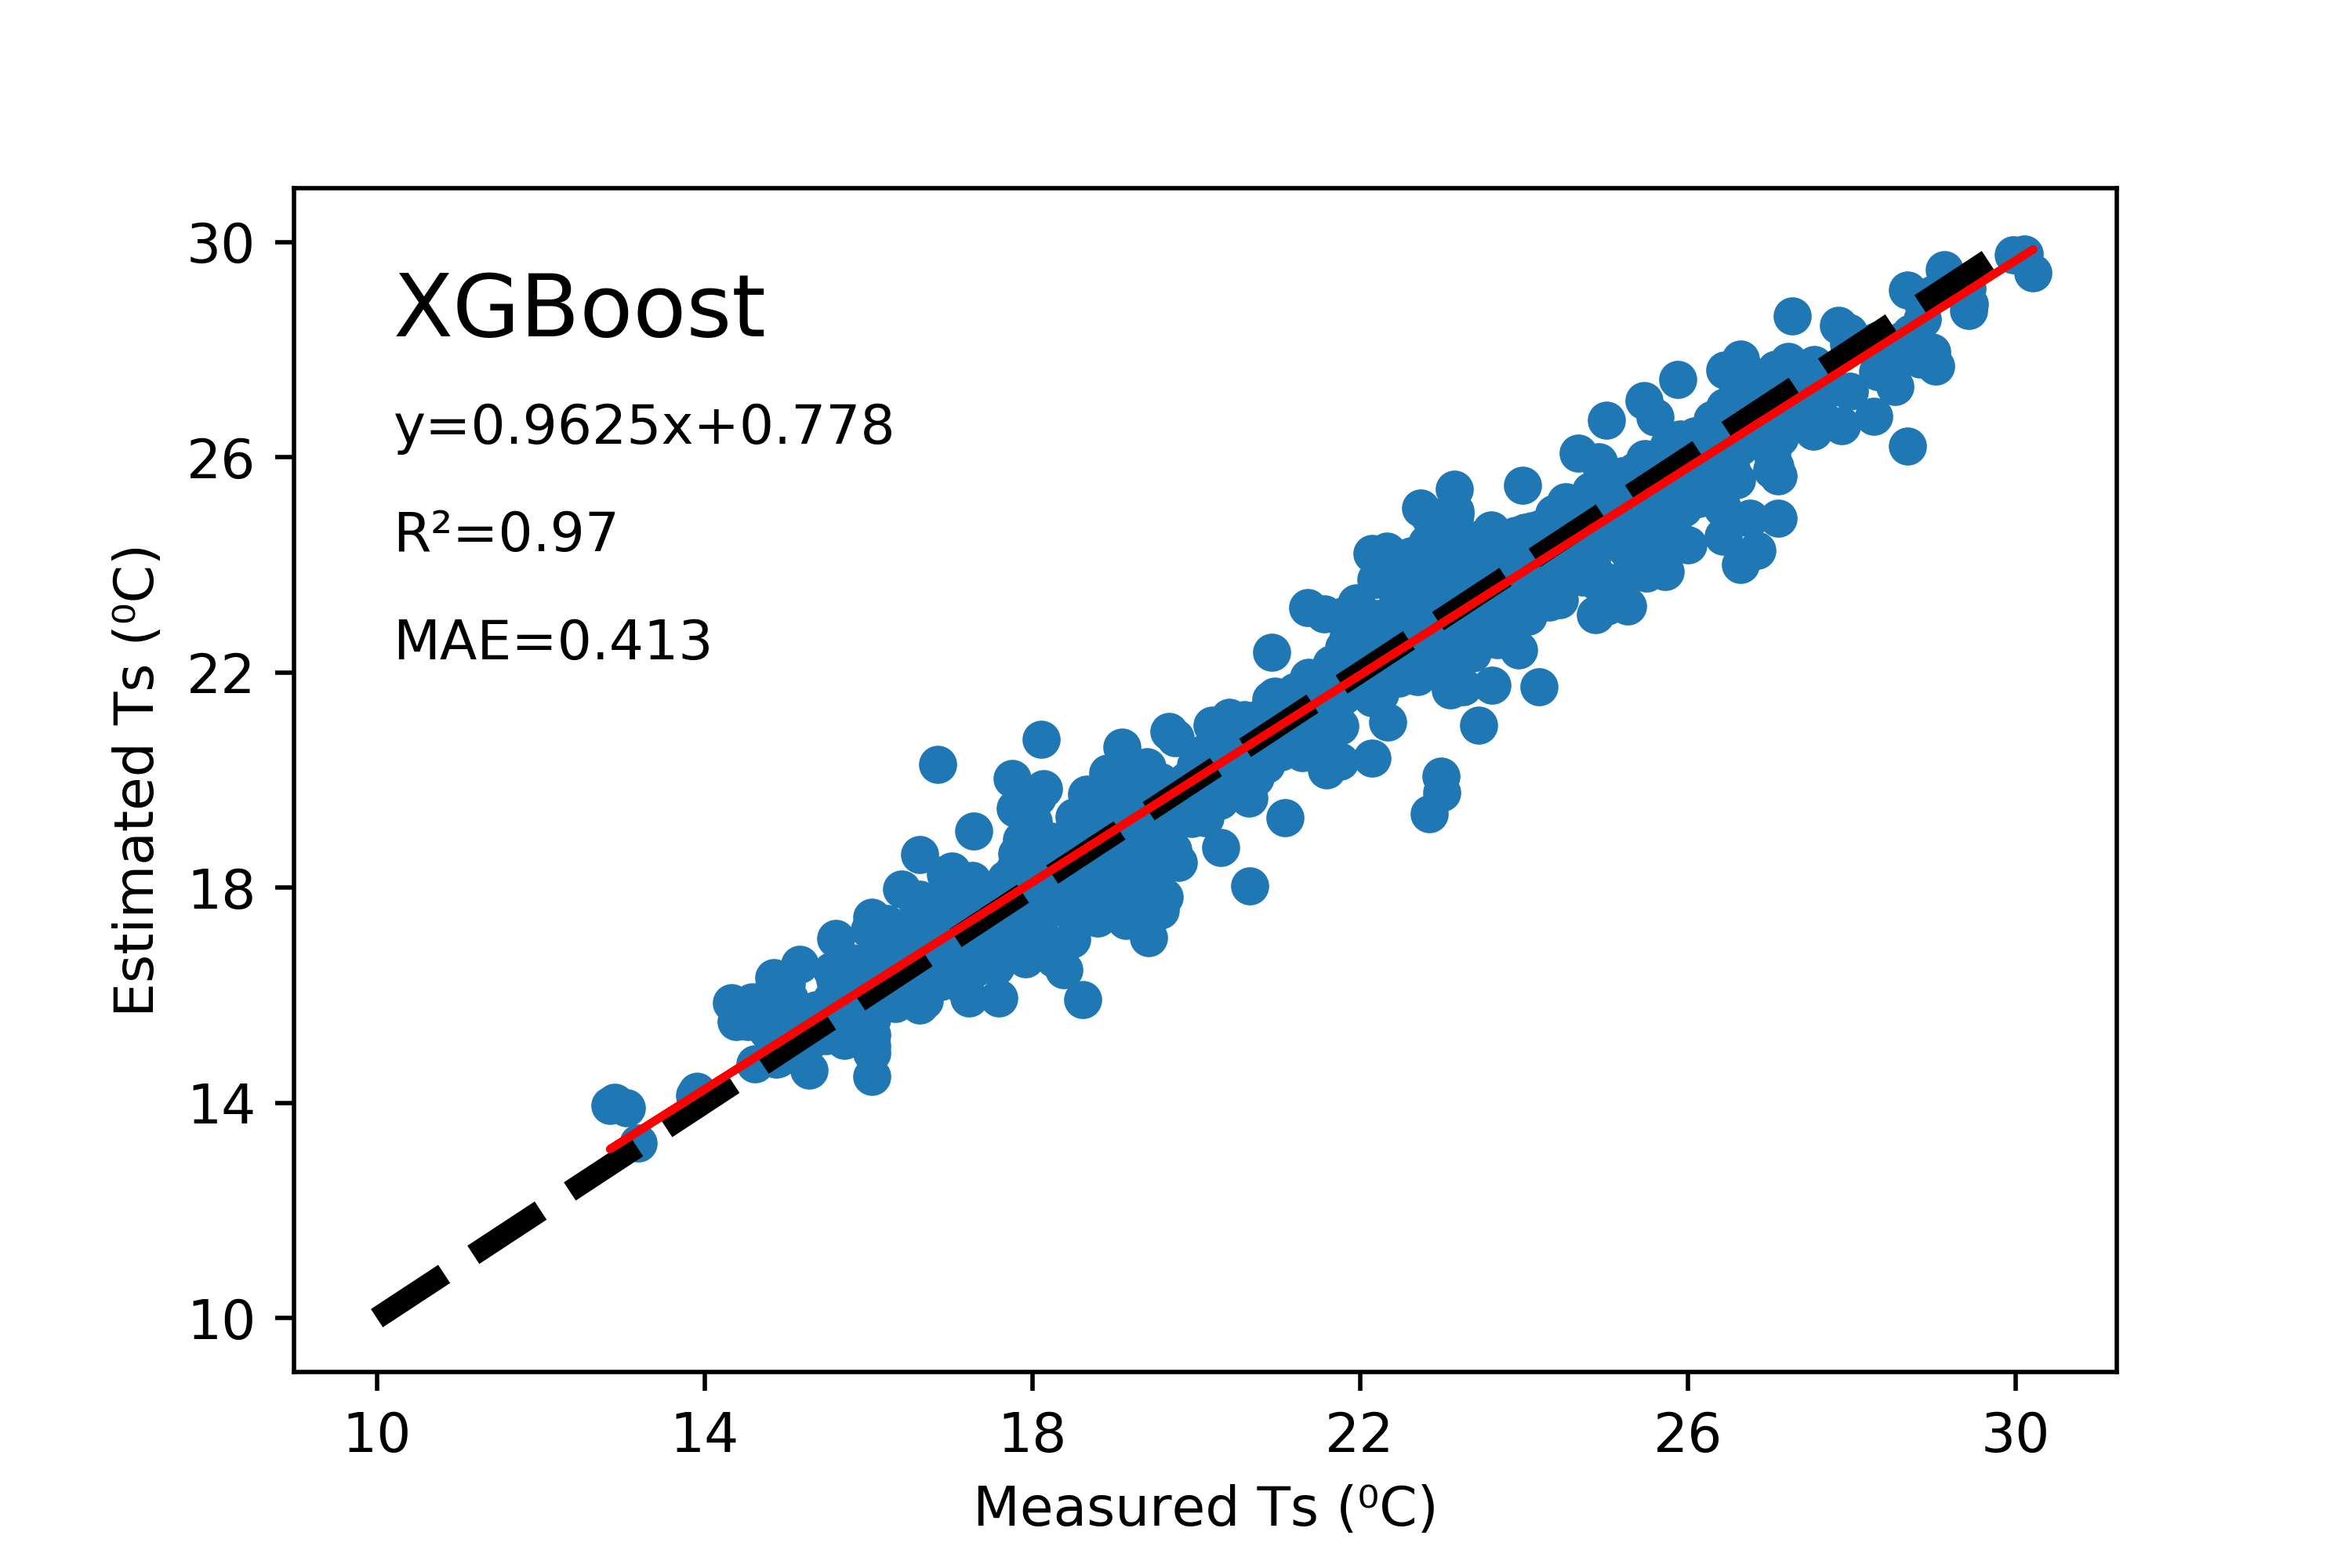 XGBoost
y=0.9625x+0.778
R²=0.97
MAE=0.413
30
26
22
18
14
10
Estimated Ts (⁰C)
10 14 18 22 26 30
Measured Ts (⁰C)